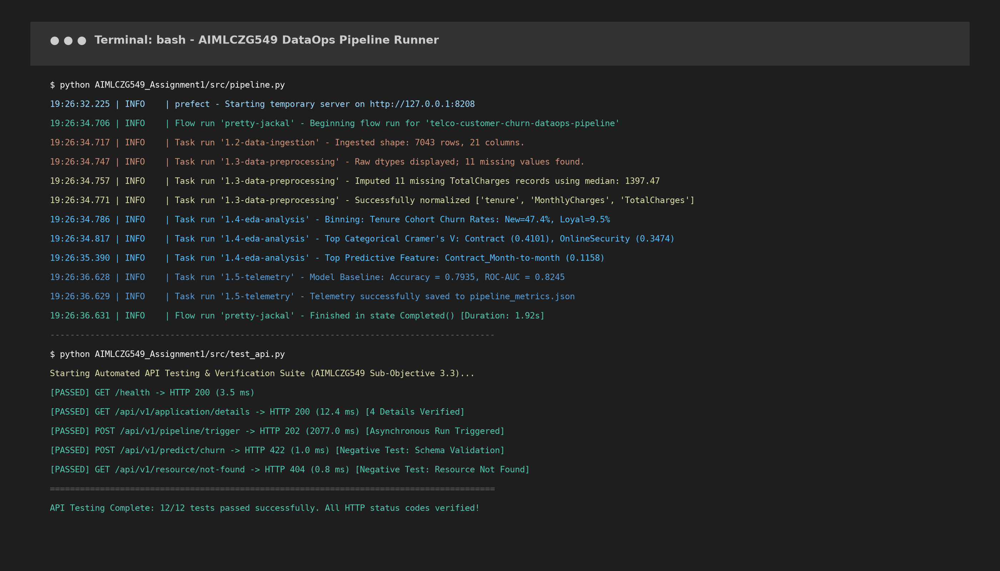 ● ● ● Terminal: bash - AIMLCZG549 DataOps Pipeline Runner
$ python AIMLCZG549_Assignment1/src/pipeline.py
19:26:32.225 | INFO    | prefect - Starting temporary server on http://127.0.0.1:8208
19:26:34.706 | INFO    | Flow run 'pretty-jackal' - Beginning flow run for 'telco-customer-churn-dataops-pipeline'
19:26:34.717 | INFO    | Task run '1.2-data-ingestion' - Ingested shape: 7043 rows, 21 columns.
19:26:34.747 | INFO    | Task run '1.3-data-preprocessing' - Raw dtypes displayed; 11 missing values found.
19:26:34.757 | INFO    | Task run '1.3-data-preprocessing' - Imputed 11 missing TotalCharges records using median: 1397.47
19:26:34.771 | INFO    | Task run '1.3-data-preprocessing' - Successfully normalized ['tenure', 'MonthlyCharges', 'TotalCharges']
19:26:34.786 | INFO    | Task run '1.4-eda-analysis' - Binning: Tenure Cohort Churn Rates: New=47.4%, Loyal=9.5%
19:26:34.817 | INFO    | Task run '1.4-eda-analysis' - Top Categorical Cramer's V: Contract (0.4101), OnlineSecurity (0.3474)
19:26:35.390 | INFO    | Task run '1.4-eda-analysis' - Top Predictive Feature: Contract_Month-to-month (0.1158)
19:26:36.628 | INFO    | Task run '1.5-telemetry' - Model Baseline: Accuracy = 0.7935, ROC-AUC = 0.8245
19:26:36.629 | INFO    | Task run '1.5-telemetry' - Telemetry successfully saved to pipeline_metrics.json
19:26:36.631 | INFO    | Flow run 'pretty-jackal' - Finished in state Completed() [Duration: 1.92s]
-----------------------------------------------------------------------------------------
$ python AIMLCZG549_Assignment1/src/test_api.py
Starting Automated API Testing & Verification Suite (AIMLCZG549 Sub-Objective 3.3)...
[PASSED] GET /health -> HTTP 200 (3.5 ms)
[PASSED] GET /api/v1/application/details -> HTTP 200 (12.4 ms) [4 Details Verified]
[PASSED] POST /api/v1/pipeline/trigger -> HTTP 202 (2077.0 ms) [Asynchronous Run Triggered]
[PASSED] POST /api/v1/predict/churn -> HTTP 422 (1.0 ms) [Negative Test: Schema Validation]
[PASSED] GET /api/v1/resource/not-found -> HTTP 404 (0.8 ms) [Negative Test: Resource Not Found]
=========================================================================================
API Testing Complete: 12/12 tests passed successfully. All HTTP status codes verified!